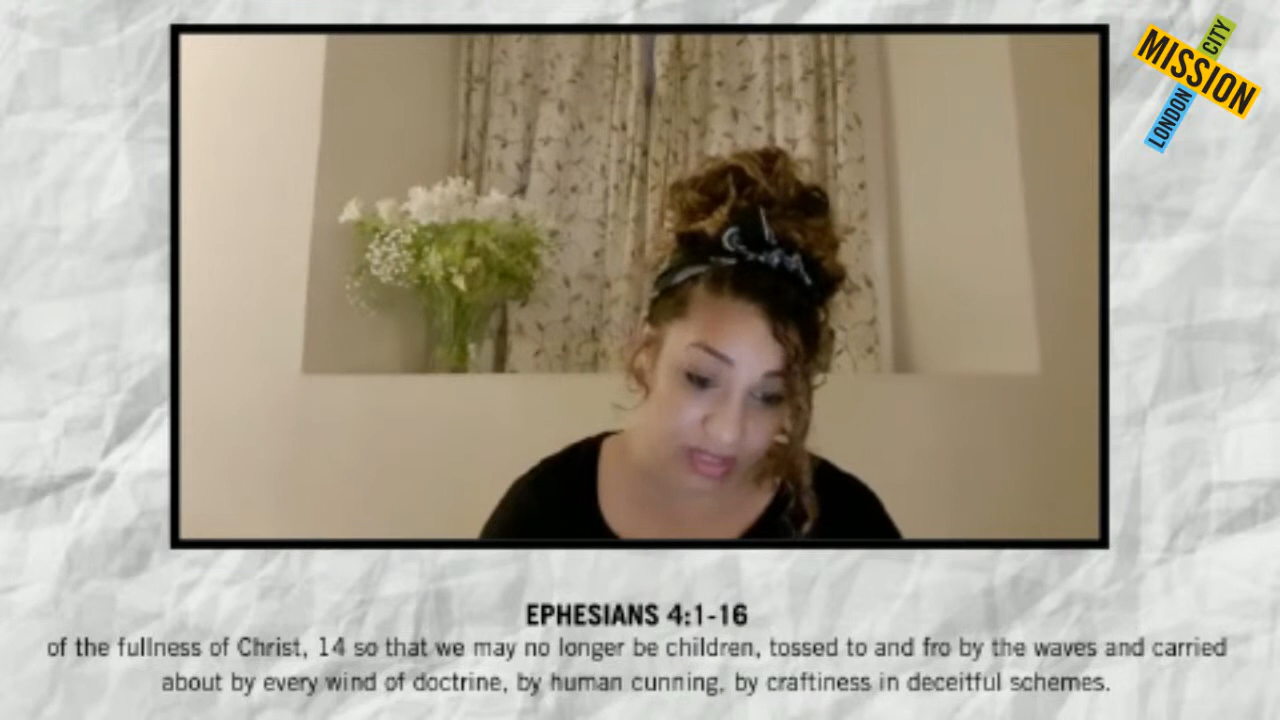 CITY
MISSION
LONDON
EPHESIANS 4:1-16
of the fullness of Christ, 14 so that we may no longer be children, tossed to and fro by the waves and carried
about by every wind of doctrine, by human cunning, by craftiness in deceitful schemes.